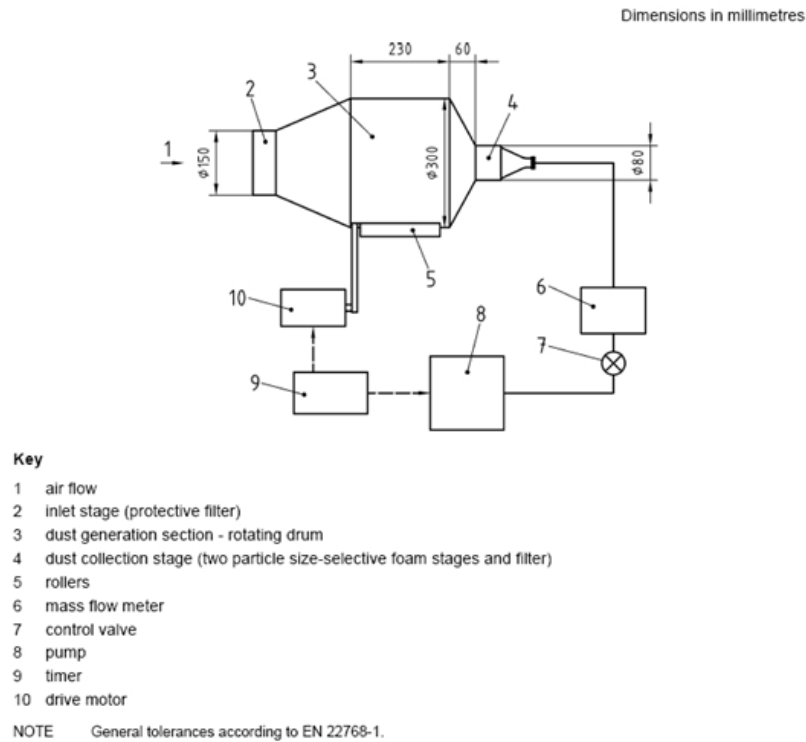 Dimensions in millimetres
230
60
3
2
4
1
⌀150
⌀300
⌀80
5
10
6
8
7
9
Key
1 air flow
2 inlet stage (protective filter)
3 dust generation section - rotating drum
4 dust collection stage (two particle size-selective foam stages and filter)
5 rollers
6 mass flow meter
7 control valve
8 pump
9 timer
10 drive motor
NOTE General tolerances according to EN 22768-1.